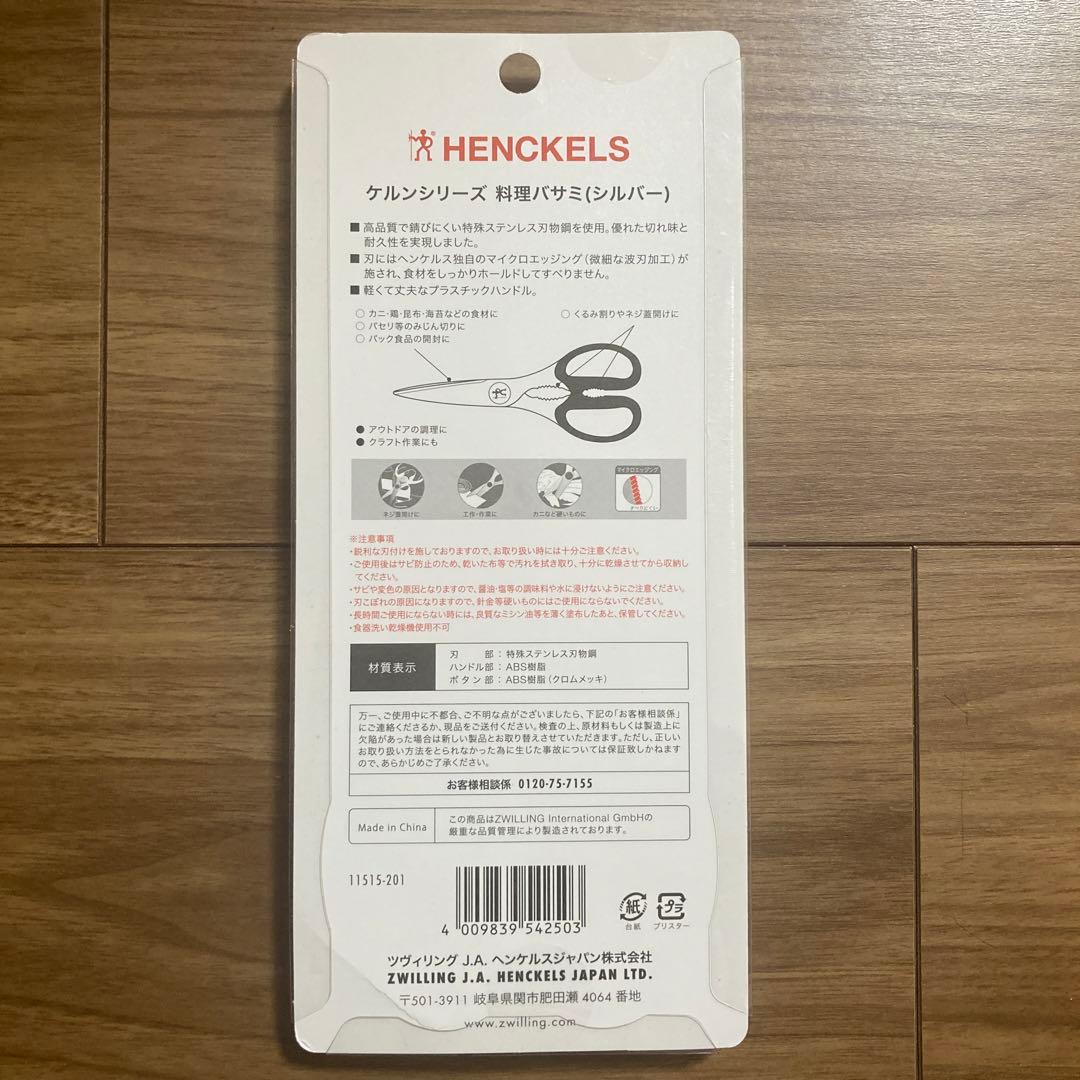 HENCKELS
ケルンシリーズ 料理バサミ(シルバー)
■ 高品質で錆びにくい特殊ステンレス刃物鋼を使用。優れた切れ味と
耐久性を実現しました。
■ 刃にはヘンケルス独自のマイクロエッジング(微細な波刃加工)が
施され、食材をしっかりホールドしてすべりません。
■ 軽くて丈夫なプラスチックハンドル。
○ カニ・鶏・昆布・海苔などの食材に
○ くるみ割りやネジ蓋開けに
○ パセリ等のみじん切りに
○ パック食品の開封に
● アウトドアの調理に
● クラフト作業にも
マイクロエッジング
ネジ蓋開けに
工作・作業に
カニなど硬いものに
すべりにくい
※注意事項
・鋭利な刃付けを施しておりますので、お取り扱い時には十分ご注意ください。
・ご使用後はサビ防止のため、乾いた布等で汚れを拭き取り、十分に乾燥させてから収納し
てください。
・サビや変色の原因となりますので、醤油・塩等の調味料や水に浸けないようにご注意ください。
・刃こぼれの原因になりますので、針金等硬いものにはご使用にならないでください。
・長時間ご使用にならない時には、良質なミシン油等を薄く塗布したあと、保管してください。
・食器洗い乾燥機使用不可
材質表示
刃 部:特殊ステンレス刃物鋼
ハンドル部:ABS樹脂
ボタン部:ABS樹脂(クロムメッキ)
万一、ご使用中に不都合、ご不明な点がございましたら、下記の「お客様相談係」
にご連絡くださるか、現品をご送付ください。検査の上、原材料もしくは製造上に
欠陥があった場合は新しい製品とお取り替えさせていただきます。ただし、正しい
お取り扱い方法をとられなかった為に生じた事故については保証致しかねます
ので、あらかじめご了承ください。
お客様相談係 0120-75-7155
Made in China
この商品はZWILLING International GmbHの
厳重な品質管理により製造されております。
11515-201
4 009839 542503
紙
台紙
プラ
ブリスター
ツヴィリング J.A. ヘンケルスジャパン株式会社
ZWILLING J.A. HENCKELS JAPAN LTD.
〒501-3911 岐阜県関市肥田瀬 4064 番地
www.zwilling.com